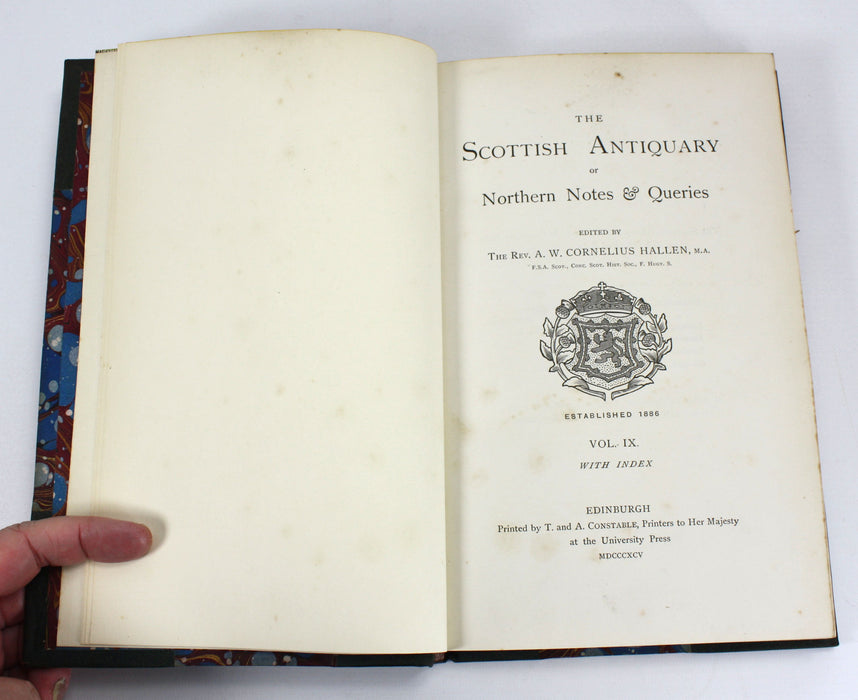 THE
SCOTTISH ANTIQUARY
or
Northern Notes & Queries
EDITED BY
THE REV. A. W. CORNELIUS HALLEN, M.A.
F.S.A. SCOT., CONC. SCOT. HIST. SOC., F. HUGT. S.
ESTABLISHED 1886
VOL. IX.
WITH INDEX
EDINBURGH
Printed by T. and A. CONSTABLE, Printers to Her Majesty
at the University Press
MDCCCXCV